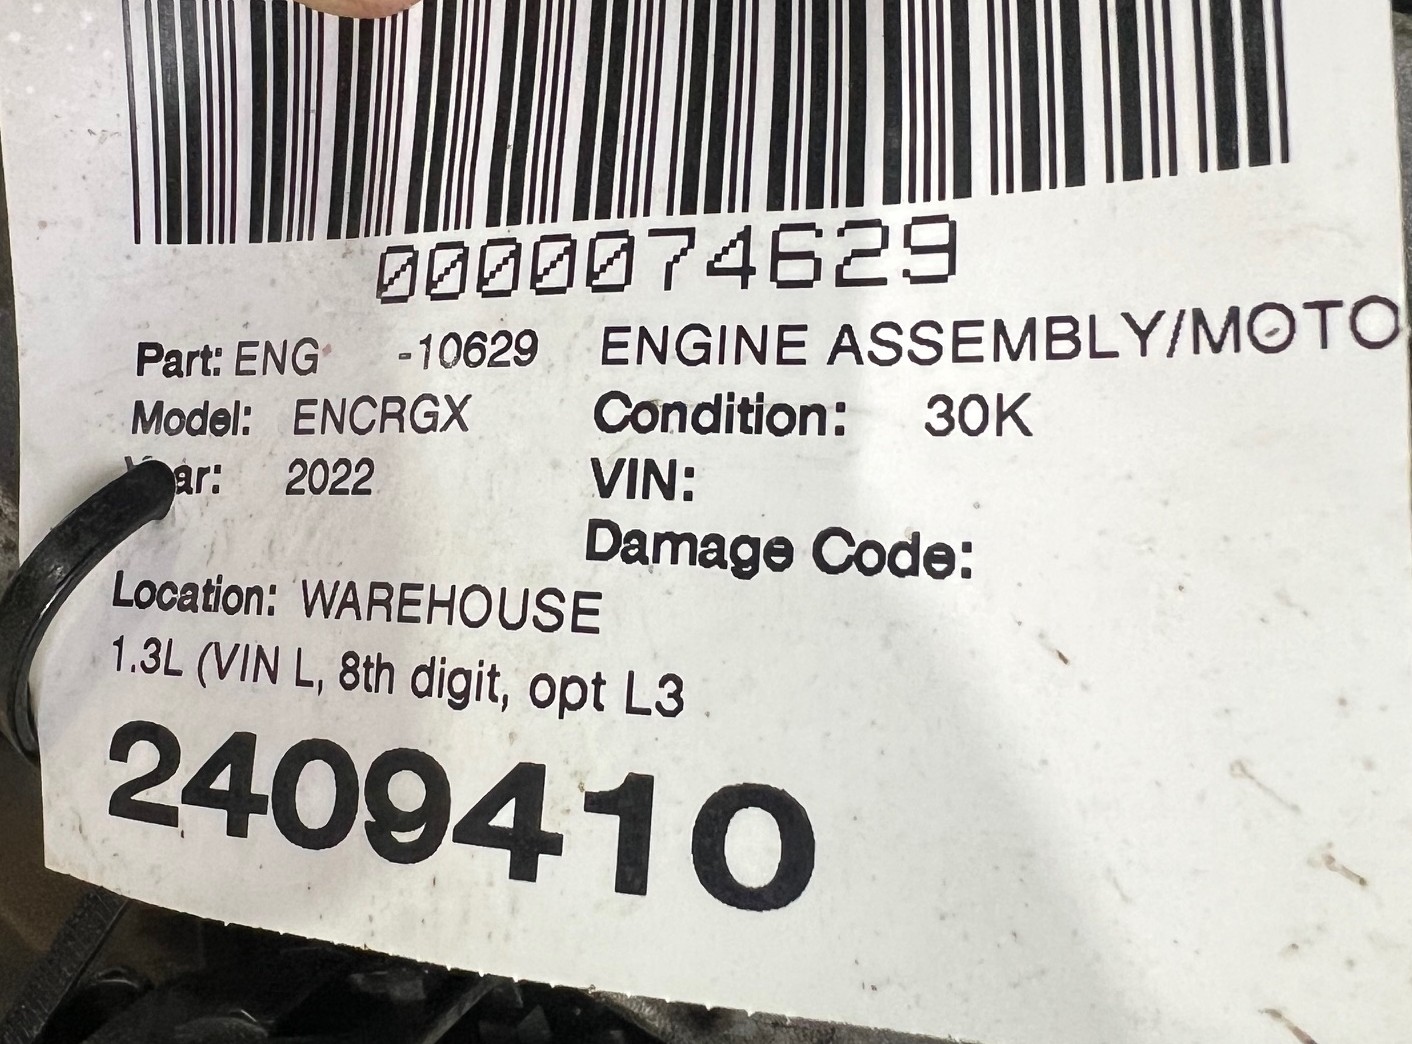 0000074629
Part: ENG -10629 ENGINE ASSEMBLY/MOTO
Model: ENCRGX Condition: 30K
ar: 2022 VIN:
Damage Code:
Location: WAREHOUSE
1.3L (VIN L, 8th digit, opt L3
2409410